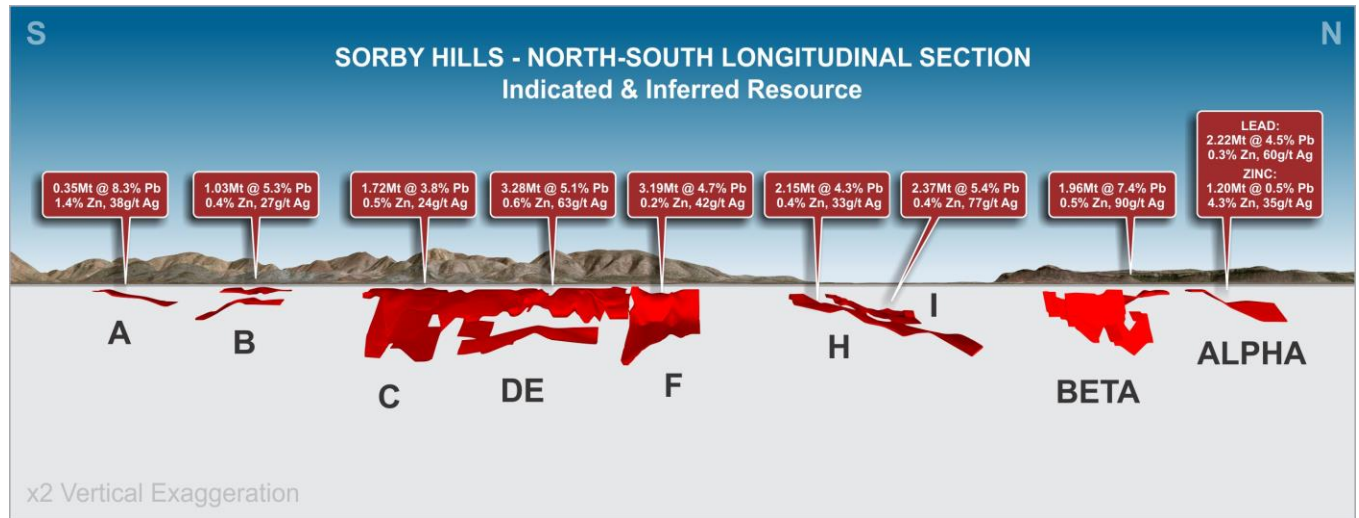 S
N
SORBY HILLS - NORTH-SOUTH LONGITUDINAL SECTION
Indicated & Inferred Resource
0.35Mt @ 8.3% Pb
1.4% Zn, 38g/t Ag
1.03Mt @ 5.3% Pb
0.4% Zn, 27g/t Ag
1.72Mt @ 3.8% Pb
0.5% Zn, 24g/t Ag
3.28Mt @ 5.1% Pb
0.6% Zn, 63g/t Ag
3.19Mt @ 4.7% Pb
0.2% Zn, 42g/t Ag
2.15Mt @ 4.3% Pb
0.4% Zn, 33g/t Ag
2.37Mt @ 5.4% Pb
0.4% Zn, 77g/t Ag
1.96Mt @ 7.4% Pb
0.5% Zn, 90g/t Ag
LEAD:
2.22Mt @ 4.5% Pb
0.3% Zn, 60g/t Ag
ZINC:
1.20Mt @ 0.5% Pb
4.3% Zn, 35g/t Ag
A
B
C
DE
F
H
I
BETA
ALPHA
x2 Vertical Exaggeration